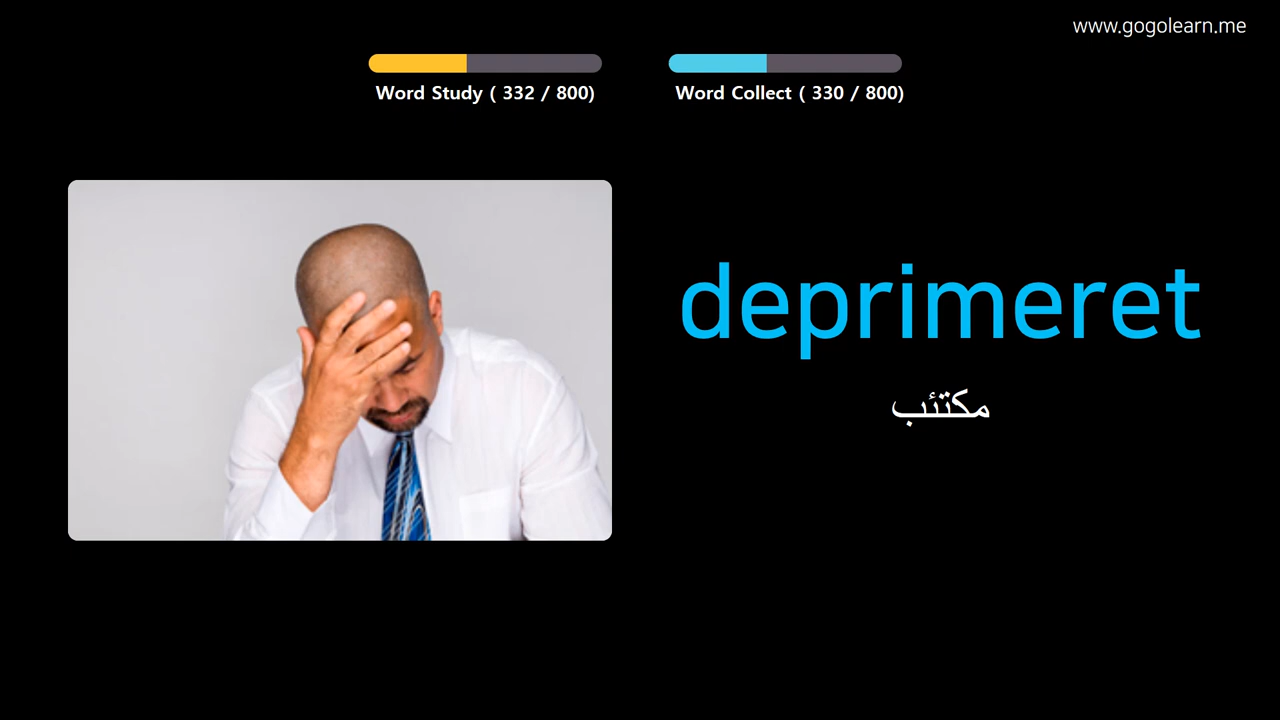 www.gogolearn.me
Word Study ( 332 / 800)
Word Collect ( 330 / 800)
deprimeret
مكتئب